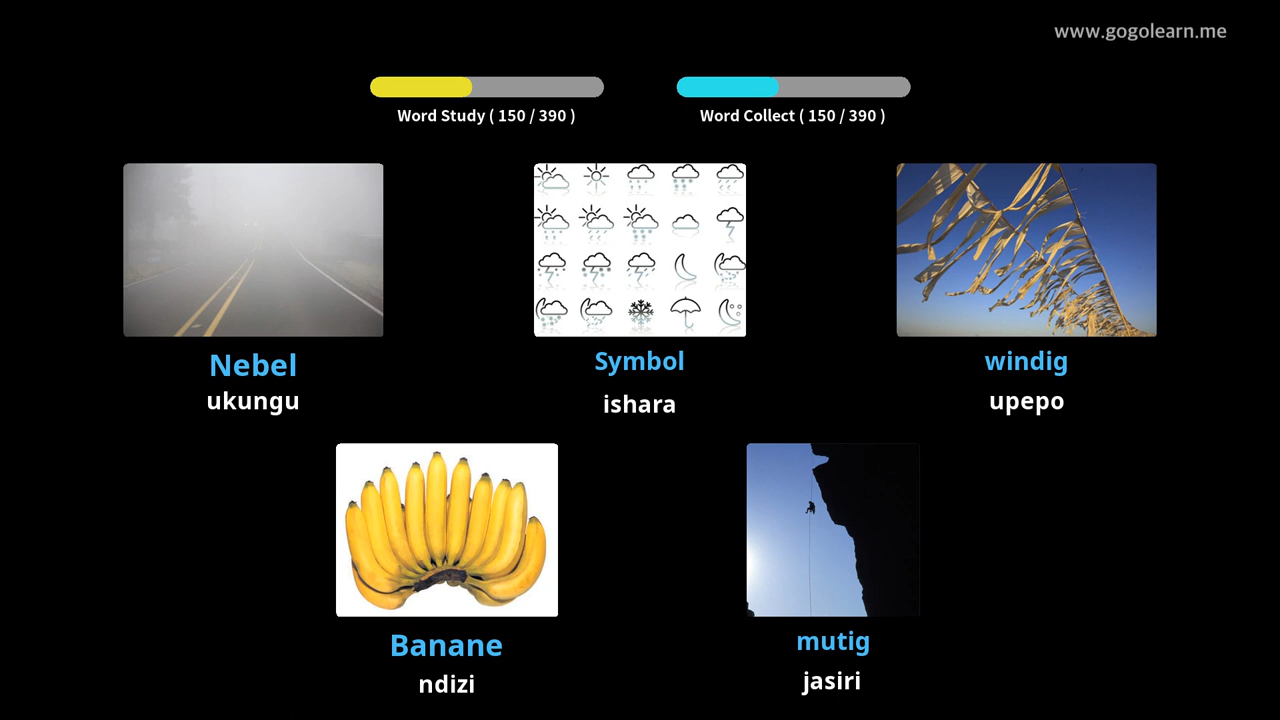 www.gogolearn.me
Word Study ( 150 / 390 )
Word Collect ( 150 / 390 )
Nebel
ukungu
Symbol
ishara
windig
upepo
Banane
ndizi
mutig
jasiri